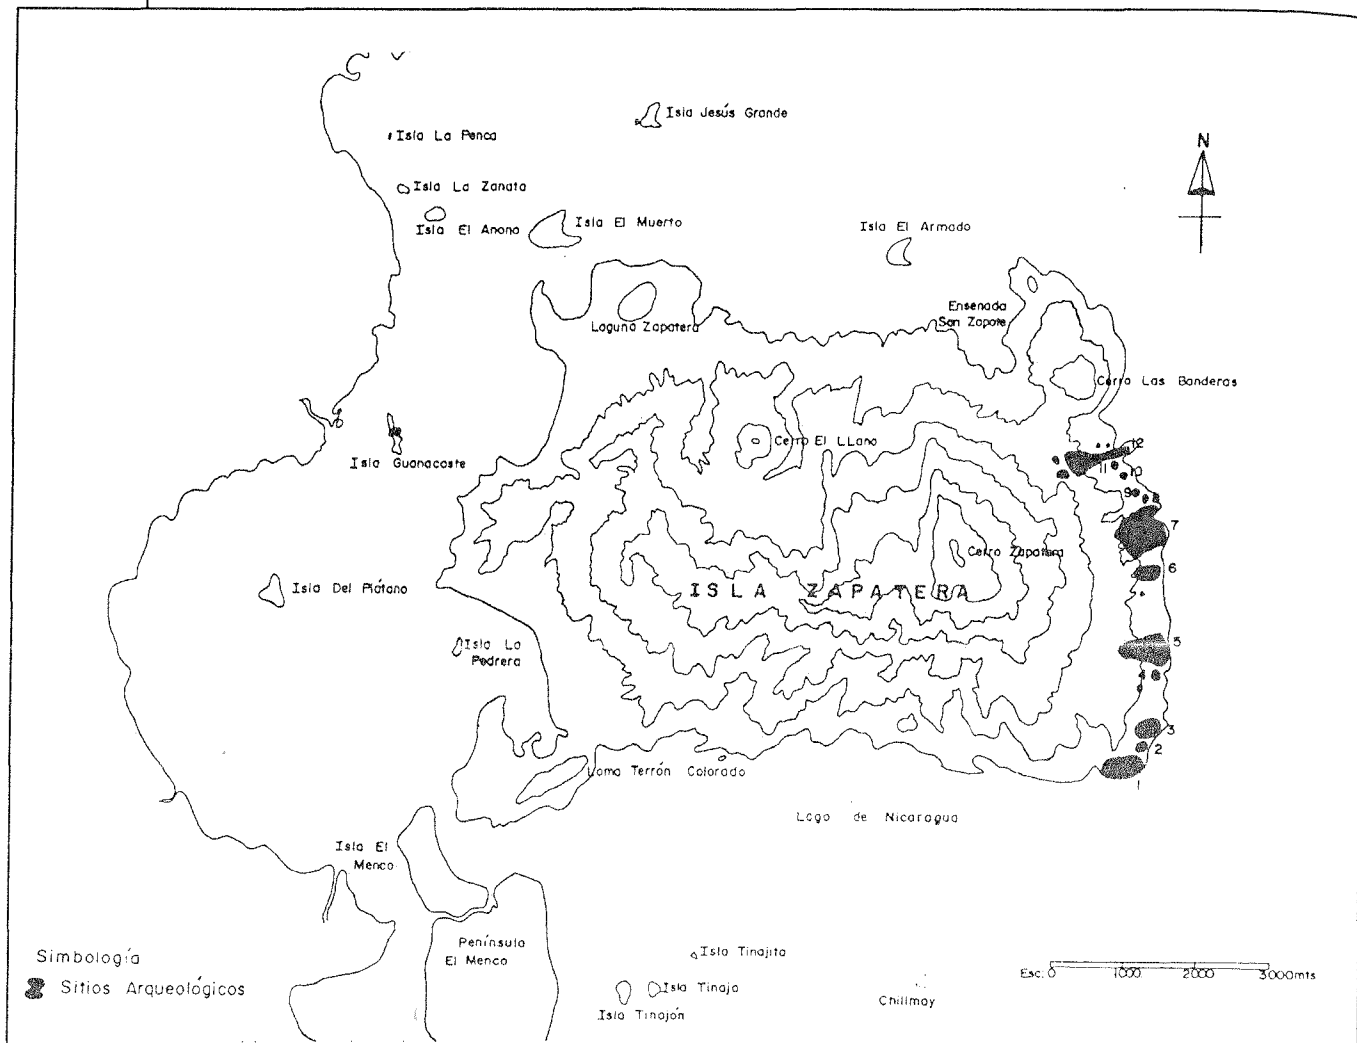 Isla Jesús Grande
Isla La Penca
N
Isla La Zanata
Isla El Anona
Isla El Muerto
Isla El Armado
Ensenada
San Zapote
Laguna Zapatera
Cerro Las Banderas
Cerro El LLano
12
11
10
Isla Guanacaste
9
8
7
Cerro Zapatera
6
Isla Del Plátano
ISLA ZAPATERA
5
Isla La
Pedrera
4
3
2
Loma Terrón Colorado
1
Lago de Nicaragua
Isla El
Menco
Península
El Menco
Isla Tinajita
Simbología
Sitios Arqueológicos
Isla Tinaja
Isla Tinajón
Esc: 0 1000 2000 3000mts
Chillmay